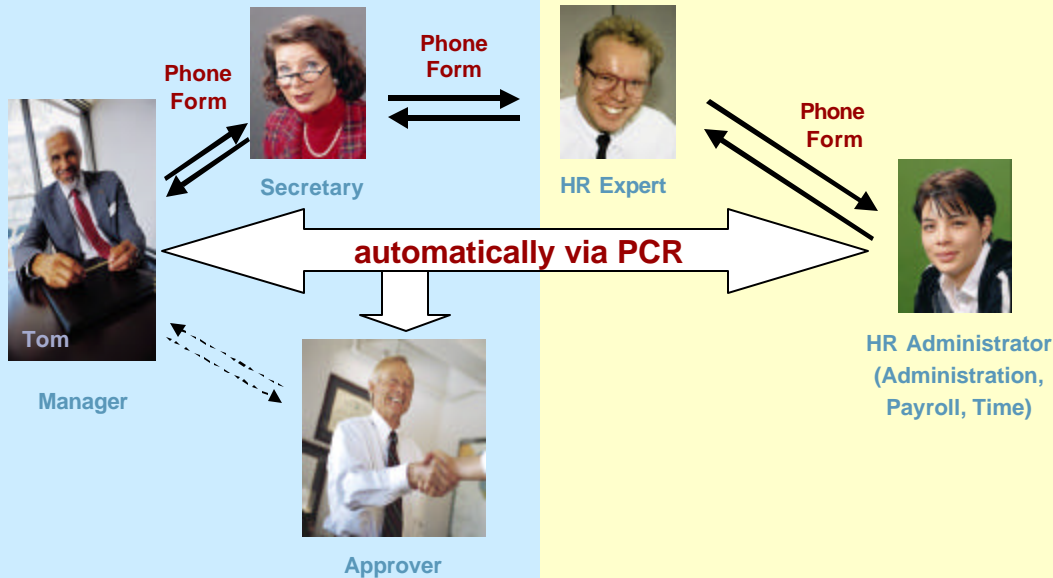 Phone
Form
Phone
Form
Phone
Form
Secretary
HR Expert
automatically via PCR
Tom
Manager
HR Administrator
(Administration,
Payroll, Time)
Approver